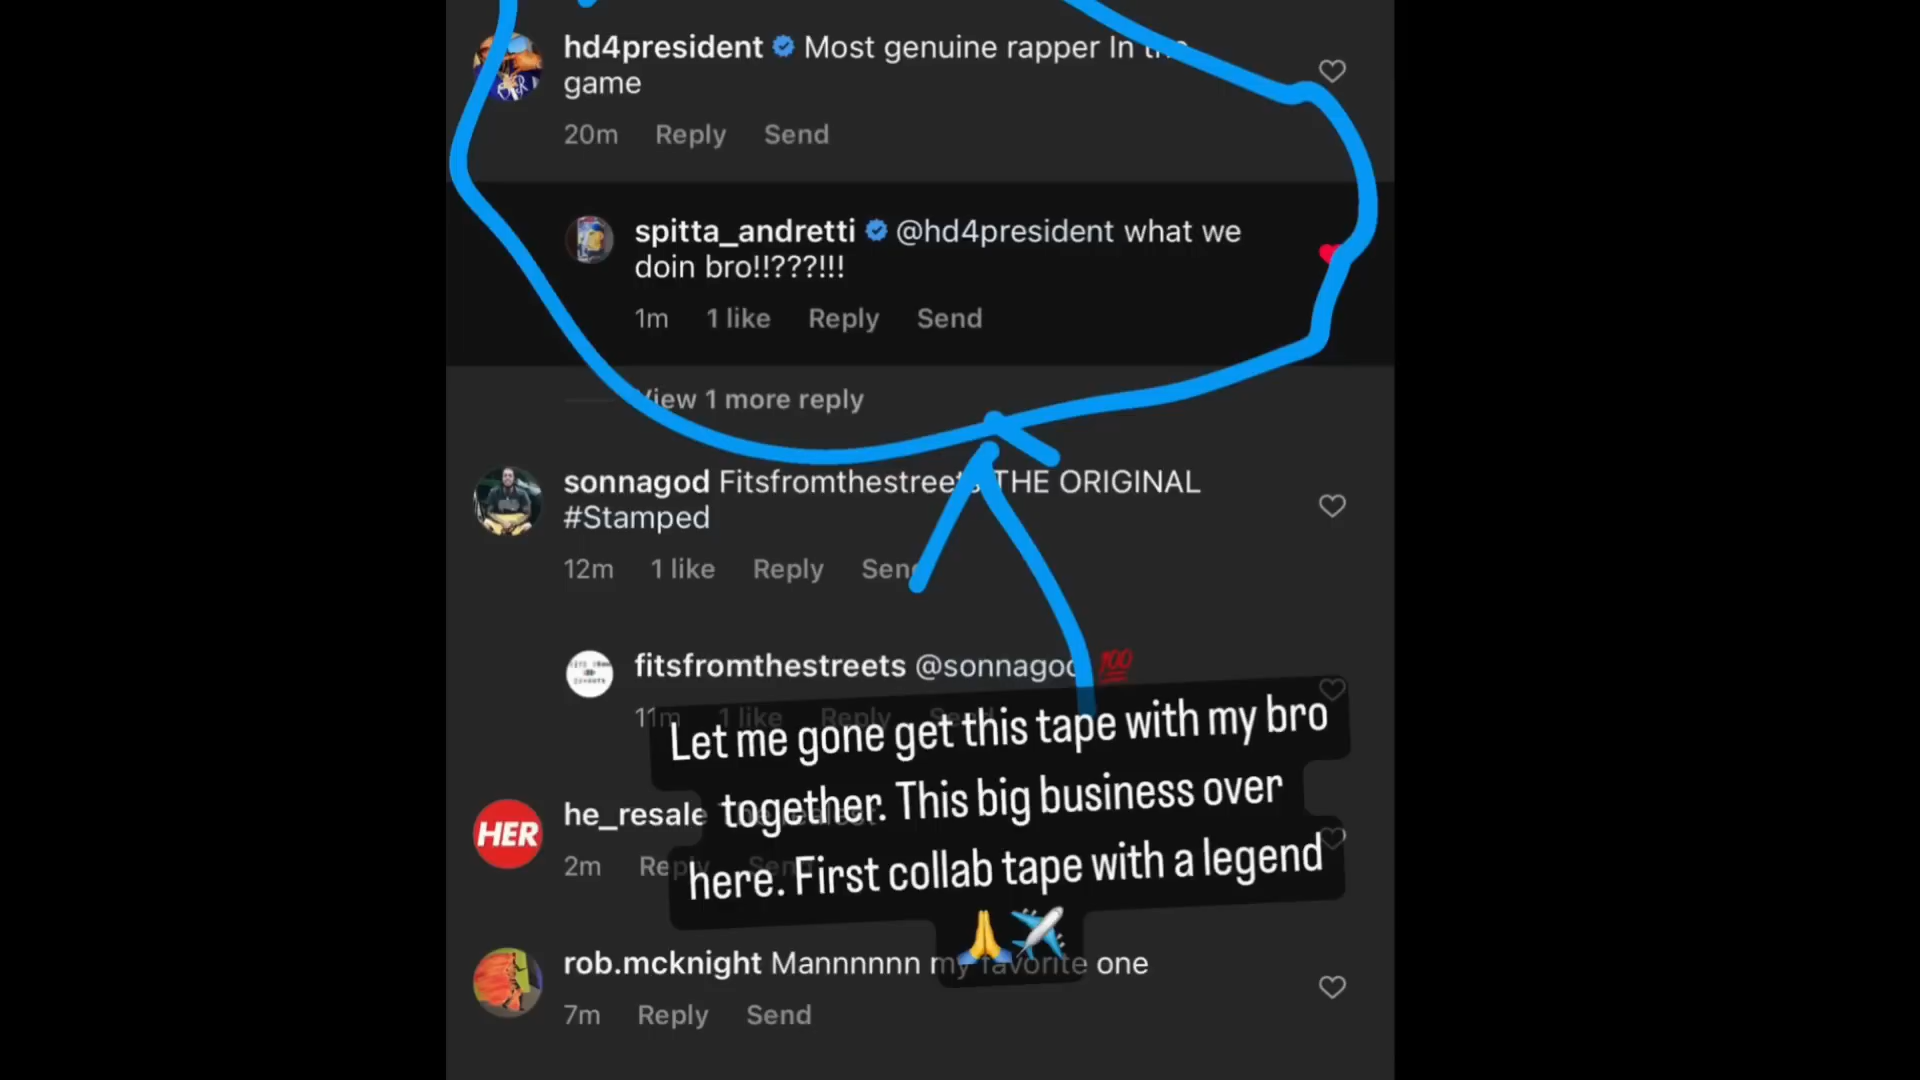 hd4president Most genuine rapper In
game
20m Reply Send
spitta_andretti @hd4president what we
doin bro!!???!!!
1m 1 like Reply Send
View 1 more reply
sonnagod Fitsfromthestreets THE ORIGINAL
#Stamped
12m 1 like Reply Send
fitsfromthestreets @sonnagod 💯
11m 1 like Reply Send
Let me gone get this tape with my bro
together. This big business over
here. First collab tape with a legend
🙏✈️
HER
he_resale
2m Reply Send
rob.mcknight Mannnnnn my favorite one
7m Reply Send